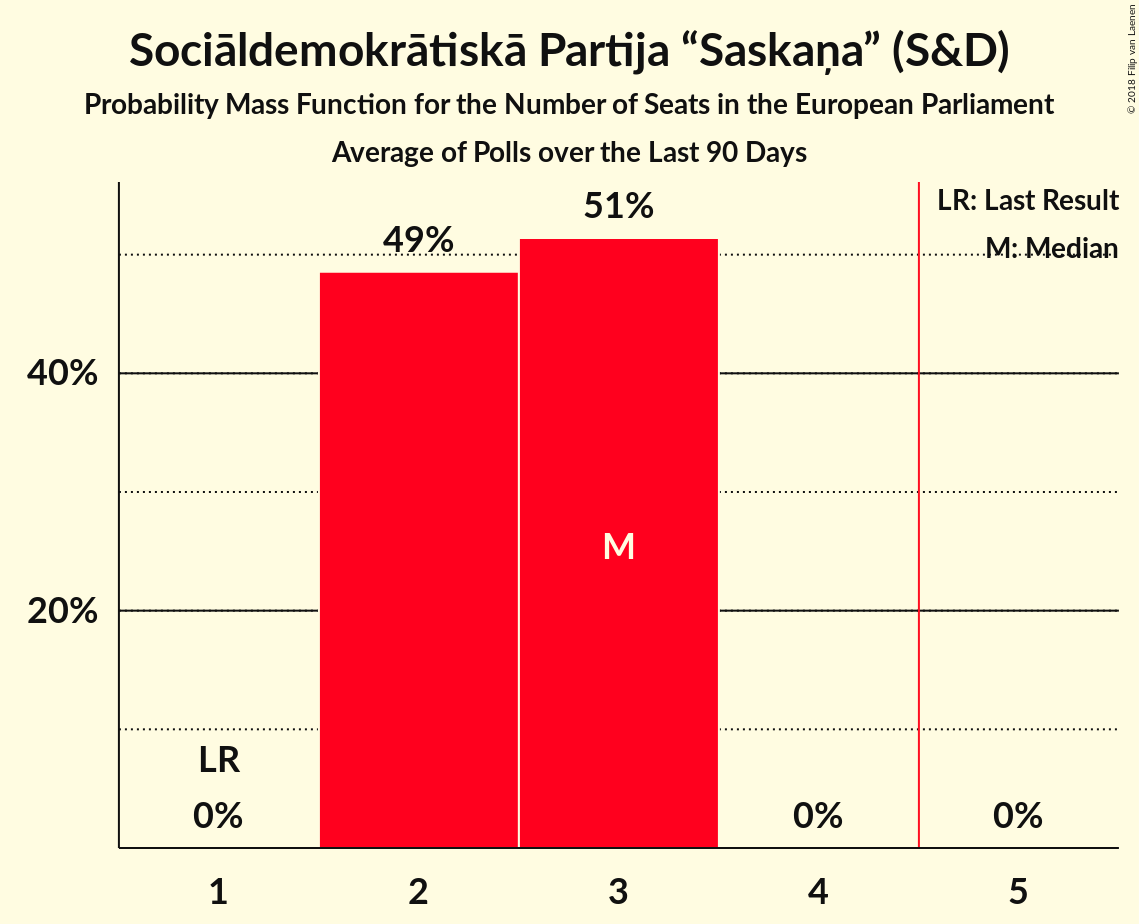 Sociāldemokrātiskā Partija “Saskaņa” (S&D)
Probability Mass Function for the Number of Seats in the European Parliament
Average of Polls over the Last 90 Days
© 2018 Filip van Laenen
LR: Last Result
M: Median
51%
49%
40%
M
20%
LR
0%
0%
0%
1
2
3
4
5